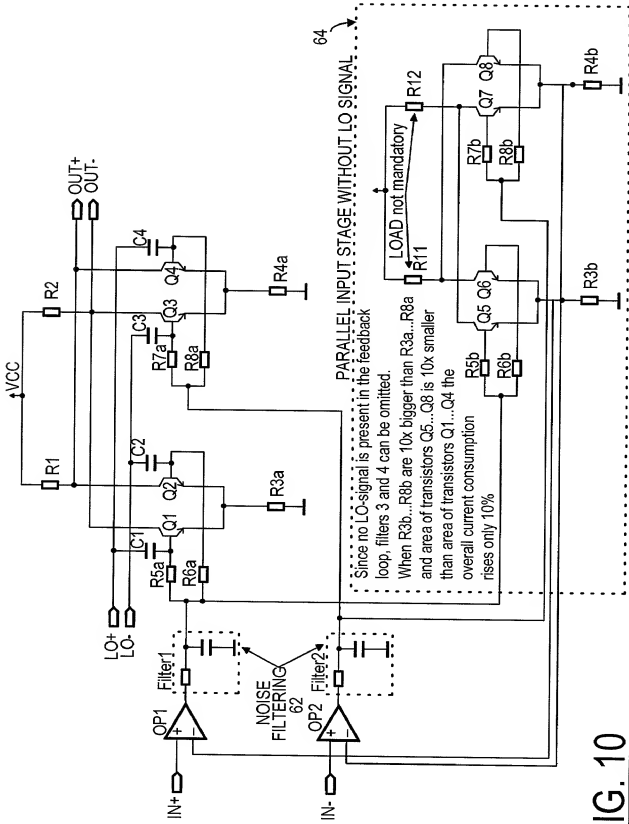 VCC
R1
R2
OUT+
OUT-
LO+
LO-
C1
C2
C3
C4
Q1
Q2
Q3
Q4
R5a
R6a
R7a
R8a
R3a
R4a
IN+
OP1
+
-
Filter1
NOISE
FILTERING
62
IN-
OP2
+
-
Filter2
64
PARALLEL INPUT STAGE WITHOUT LO SIGNAL
Since no LO-signal is present in the feedback
loop, filters 3 and 4 can be omitted.
When R3b...R8b are 10x bigger than R3a...R8a
and area of transistors Q5...Q8 is 10x smaller
than area of transistors Q1...Q4 the
overall current consumption
rises only 10%
LOAD not mandatory
R11
R12
R5b
R6b
Q5
Q6
R7b
R8b
Q7
Q8
R3b
R4b
IG. 10